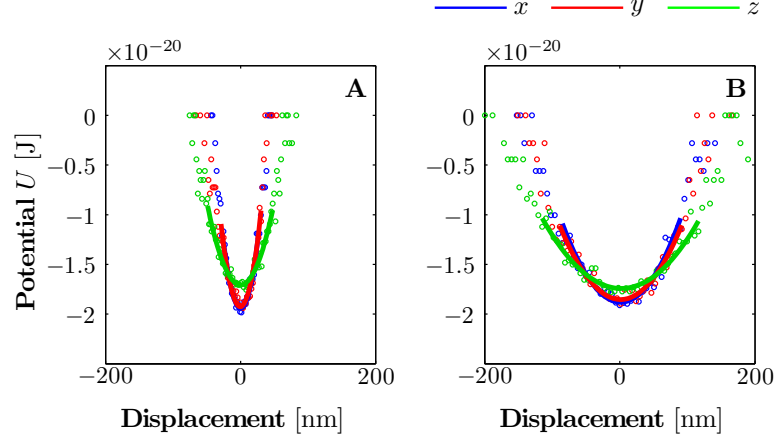 x y z
×10⁻²⁰ ×10⁻²⁰
A B
0
−0.5
−1
−1.5
−2
0
−0.5
−1
−1.5
−2
Potential U [J]
−200 0 200 −200 0 200
Displacement [nm] Displacement [nm]